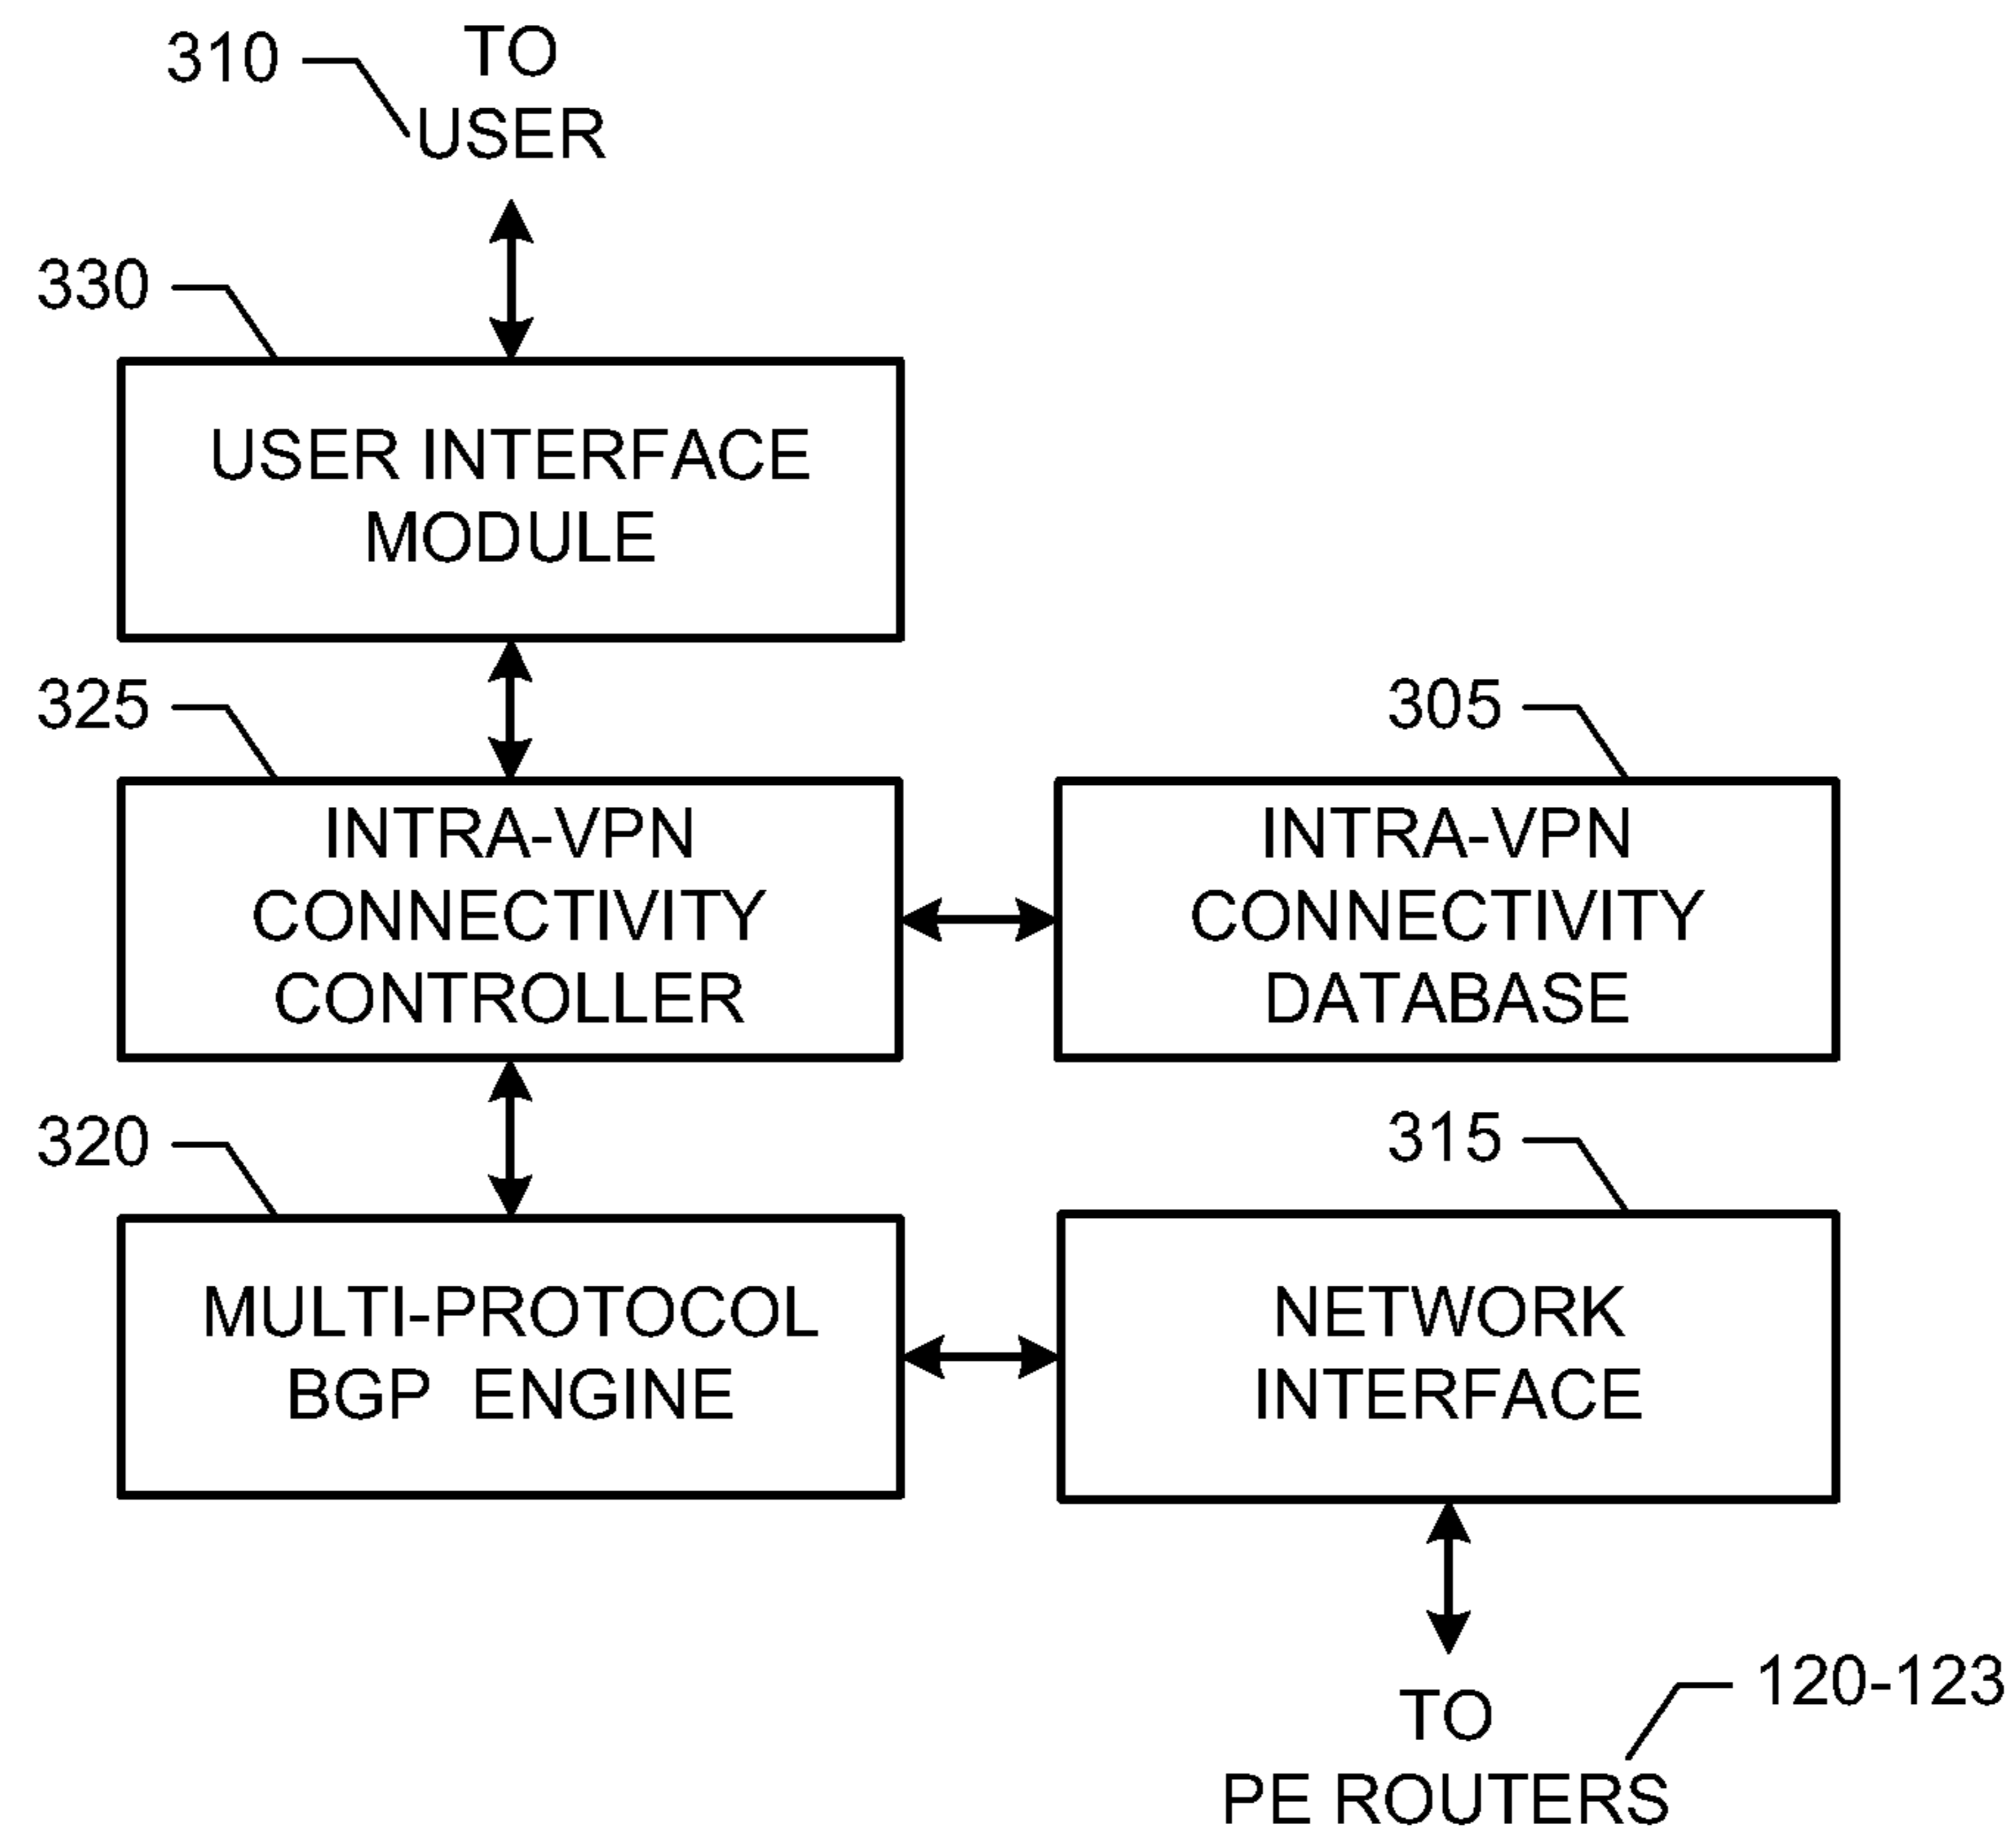 310
TO
USER
330
USER INTERFACE
MODULE
325
INTRA-VPN
CONNECTIVITY
CONTROLLER
305
INTRA-VPN
CONNECTIVITY
DATABASE
320
MULTI-PROTOCOL
BGP ENGINE
315
NETWORK
INTERFACE
120-123
TO
PE ROUTERS